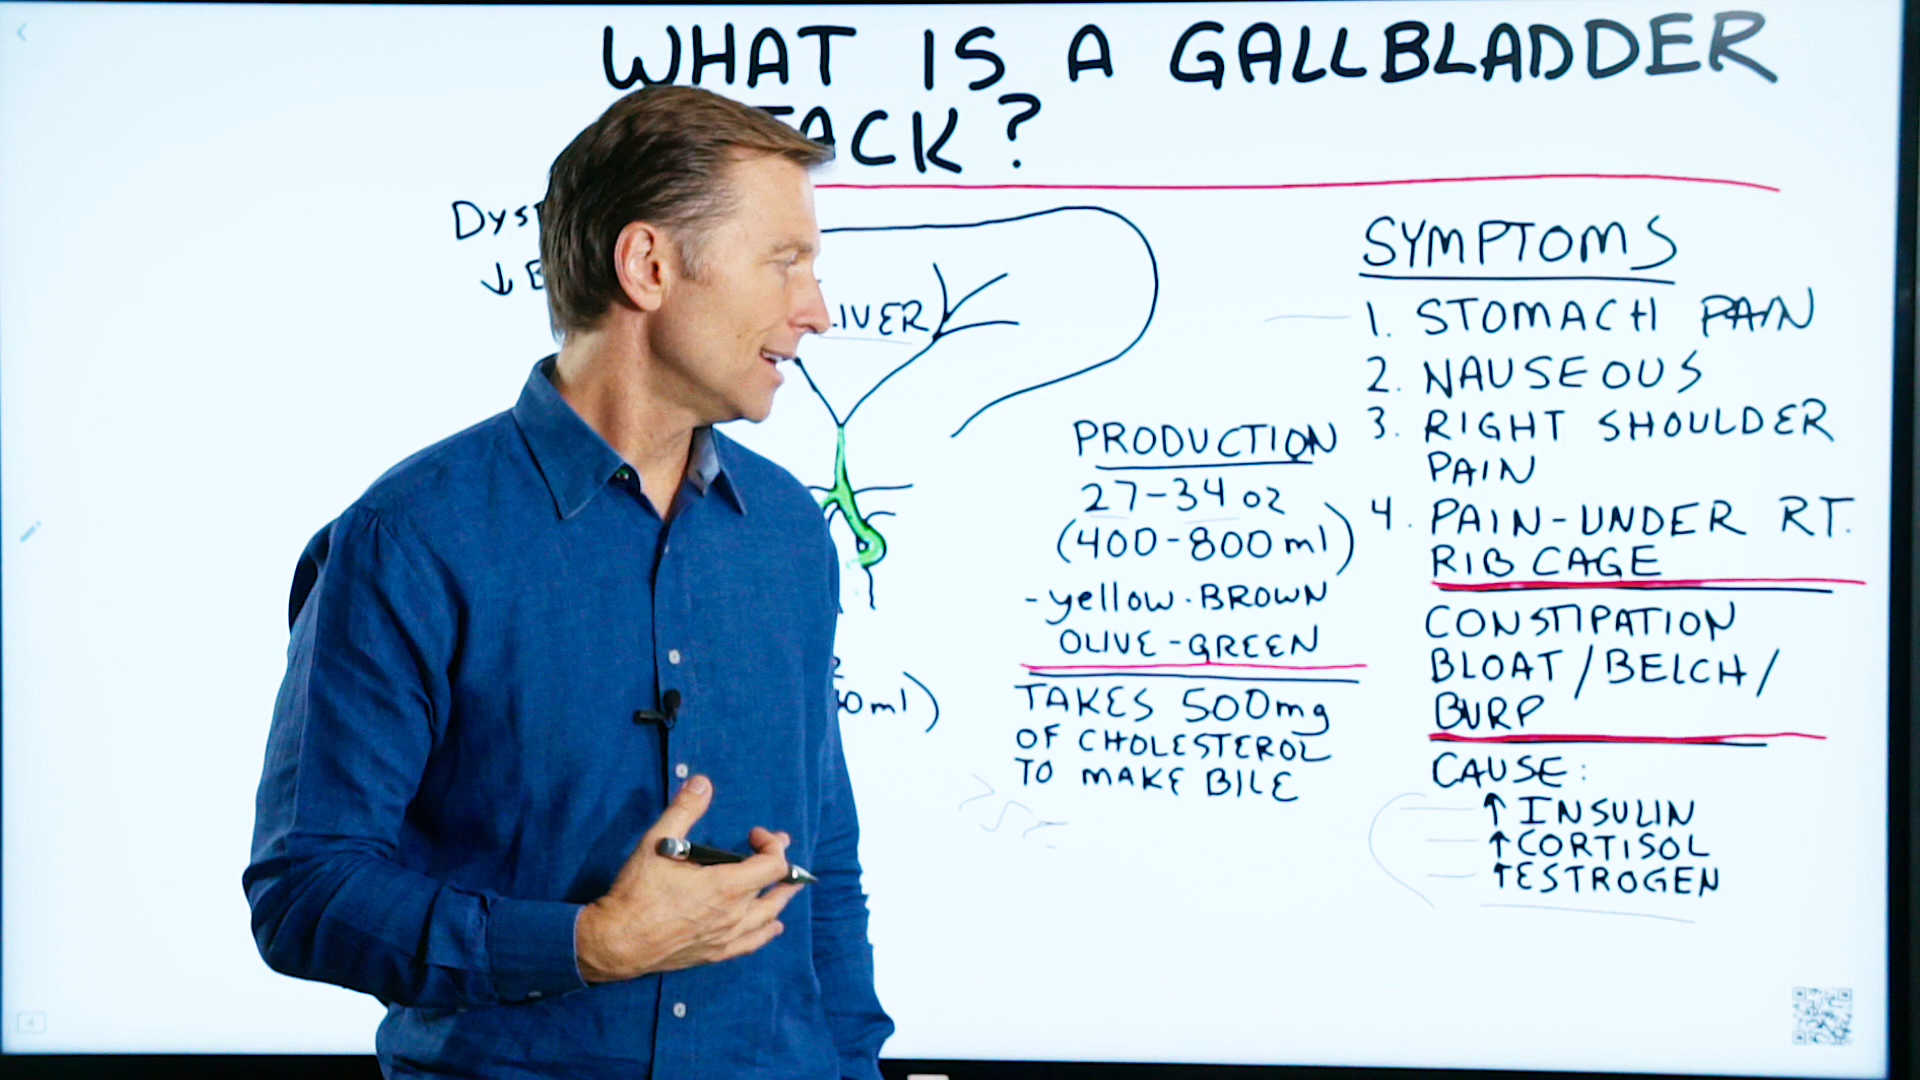 WHAT IS A GALLBLADDER
ACK?
↓
LIVER
PRODUCTION
27-34 oz
(400-800 ml)
-yellow.BROWN
OLIVE-GREEN
TAKES 500mg
OF CHOLESTEROL
TO MAKE BILE
0ml)
SYMPTOMS
1. STOMACH PAIN
2. NAUSEOUS
3. RIGHT SHOULDER
PAIN
4. PAIN-UNDER RT.
RIB CAGE
CONSTIPATION
BLOAT/BELCH/
BURP
CAUSE:
↑ INSULIN
↑ CORTISOL
↑ ESTROGEN